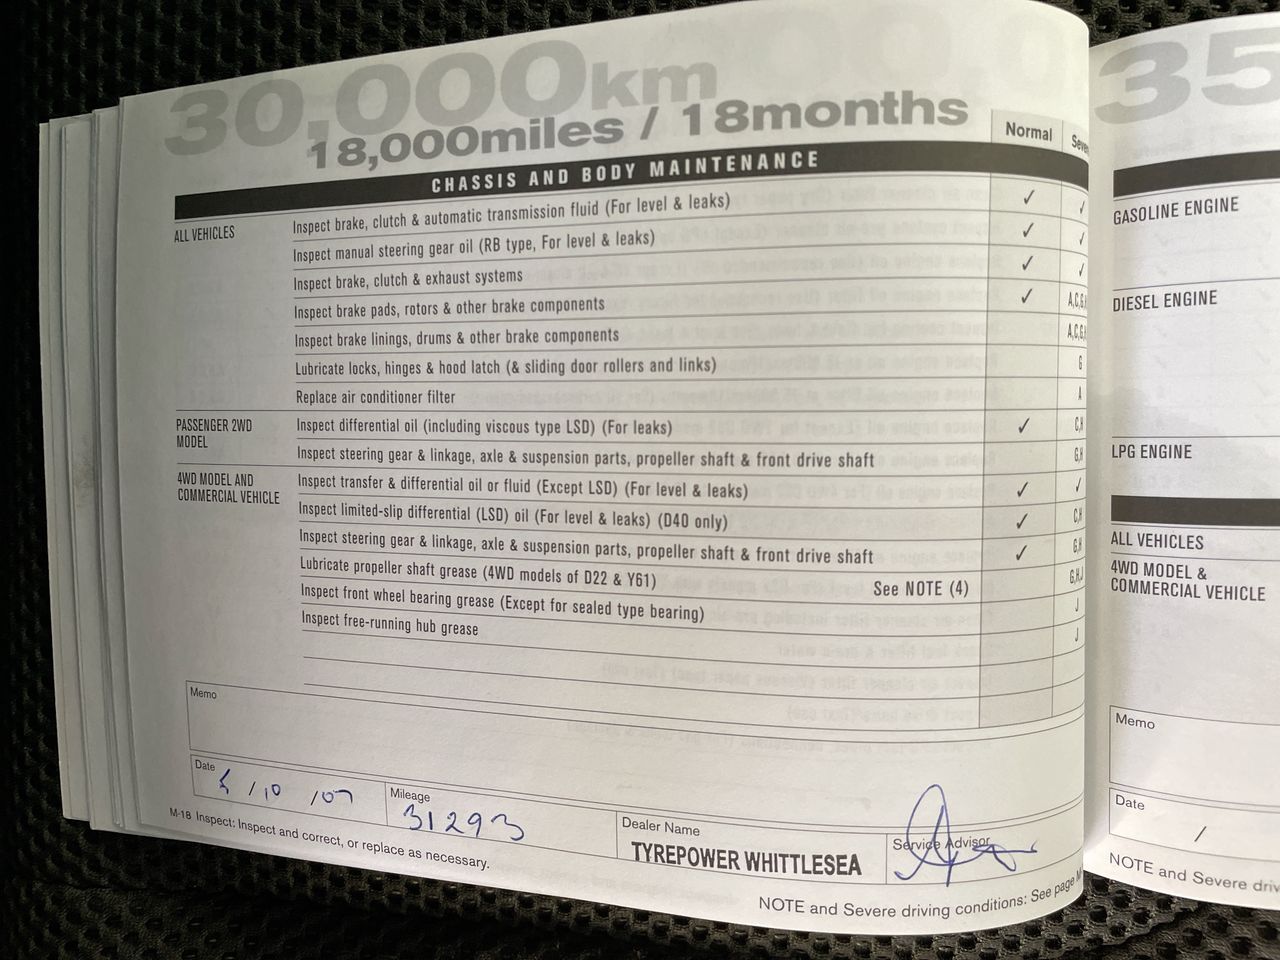 30,000km
18,000miles / 18months
Normal
CHASSIS AND BODY MAINTENANCE
ALL VEHICLES
Inspect brake, clutch & automatic transmission fluid (For level & leaks) ✓ ✓
Inspect manual steering gear oil (RB type, For level & leaks) ✓ ✓
Inspect brake, clutch & exhaust systems ✓ ✓
Inspect brake pads, rotors & other brake components ✓ A,C,G,
Inspect brake linings, drums & other brake components A,C,G,
Lubricate locks, hinges & hood latch (& sliding door rollers and links) G
Replace air conditioner filter A
PASSENGER 2WD
MODEL
Inspect differential oil (including viscous type LSD) (For leaks) ✓ C,H
Inspect steering gear & linkage, axle & suspension parts, propeller shaft & front drive shaft G,H
4WD MODEL AND
COMMERCIAL VEHICLE
Inspect transfer & differential oil or fluid (Except LSD) (For level & leaks) ✓ ✓
Inspect limited-slip differential (LSD) oil (For level & leaks) (D40 only) ✓ C,H
Inspect steering gear & linkage, axle & suspension parts, propeller shaft & front drive shaft ✓ G,H
Lubricate propeller shaft grease (4WD models of D22 & Y61) See NOTE (4) G,H,J
Inspect front wheel bearing grease (Except for sealed type bearing) J
Inspect free-running hub grease J
Memo
Date / 10 / 07
Mileage
31293
Dealer Name
TYREPOWER WHITTLESEA
Service Advisor
M-18 Inspect: Inspect and correct, or replace as necessary.
NOTE and Severe driving conditions: See page
35
GASOLINE ENGINE
DIESEL ENGINE
LPG ENGINE
ALL VEHICLES
4WD MODEL &
COMMERCIAL VEHICLE
Memo
Date
/
NOTE and Severe